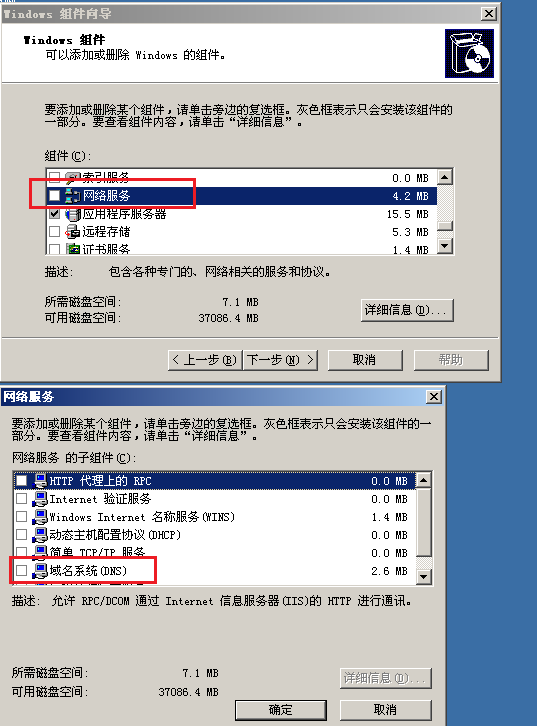 Windows 组件向导
Windows 组件
可以添加或删除 Windows 的组件。
要添加或删除某个组件，请单击旁边的复选框。灰色框表示只会安装该组件的
一部分。要查看组件内容，请单击“详细信息”。
组件(C):
索引服务 0.0 MB
网络服务 4.2 MB
应用程序服务器 15.5 MB
远程存储 5.3 MB
证书服务 1.4 MB
描述: 包含各种专门的、网络相关的服务和协议。
所需磁盘空间: 7.1 MB
可用磁盘空间: 37086.4 MB
详细信息(D)...
< 上一步(B) 下一步(N) > 取消 帮助
网络服务
要添加或删除某个组件，请单击旁边的复选框。灰色框表示只会安装该组件的一
部分。要查看组件内容，请单击“详细信息”。
网络服务 的子组件(C):
HTTP 代理上的 RPC 0.0 MB
Internet 验证服务 0.0 MB
Windows Internet 名称服务(WINS) 1.4 MB
动态主机配置协议(DHCP) 0.0 MB
简单 TCP/IP 服务 0.0 MB
域名系统(DNS) 2.6 MB
描述: 允许 RPC/DCOM 通过 Internet 信息服务器(IIS)的 HTTP 进行通讯。
所需磁盘空间: 7.1 MB
可用磁盘空间: 37086.4 MB
详细信息(D)...
确定 取消